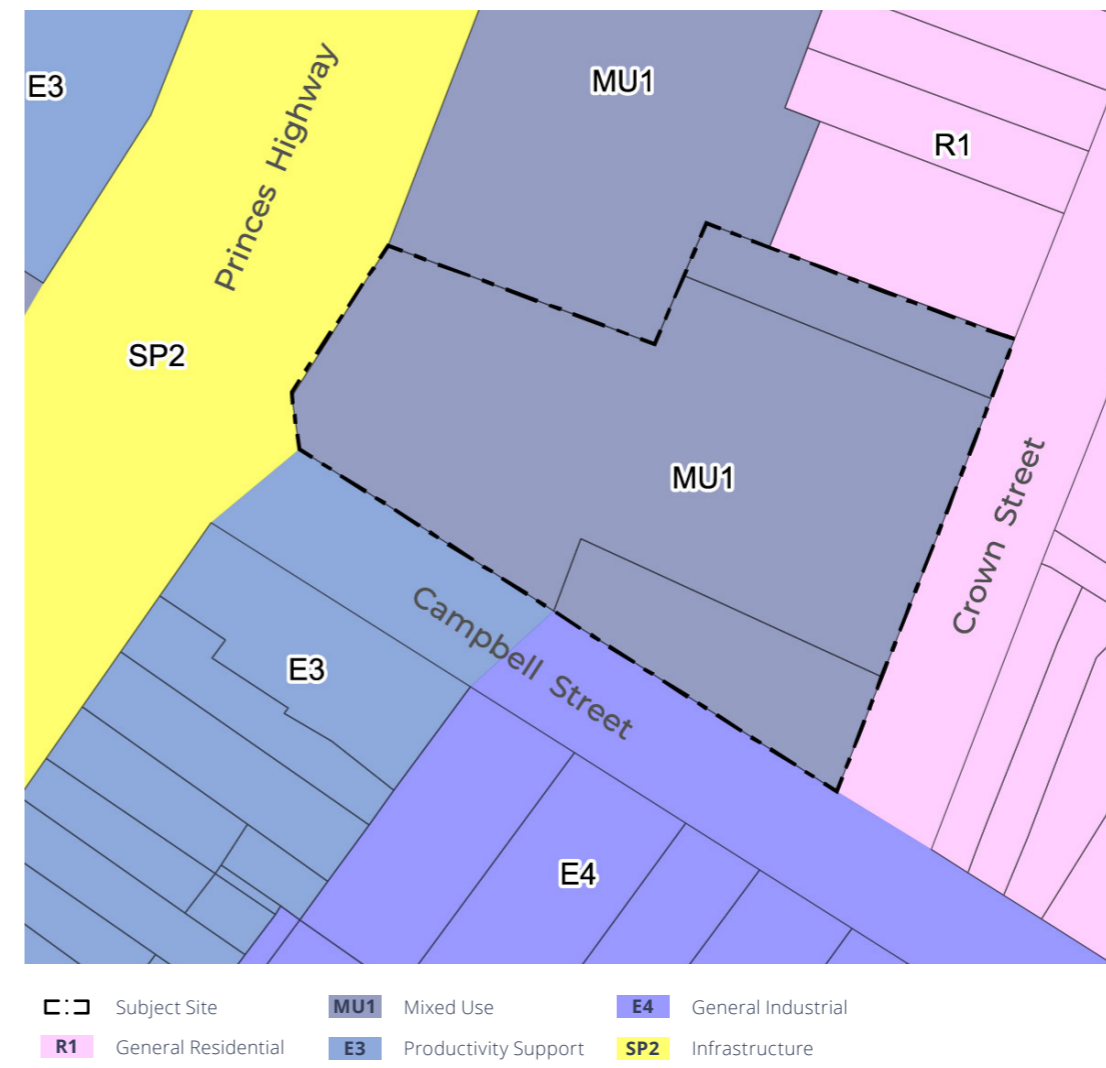 E3
MU1
R1
Princes Highway
SP2
MU1
Crown Street
Campbell Street
E3
E4
Subject Site
MU1 Mixed Use
E4 General Industrial
R1 General Residential
E3 Productivity Support
SP2 Infrastructure